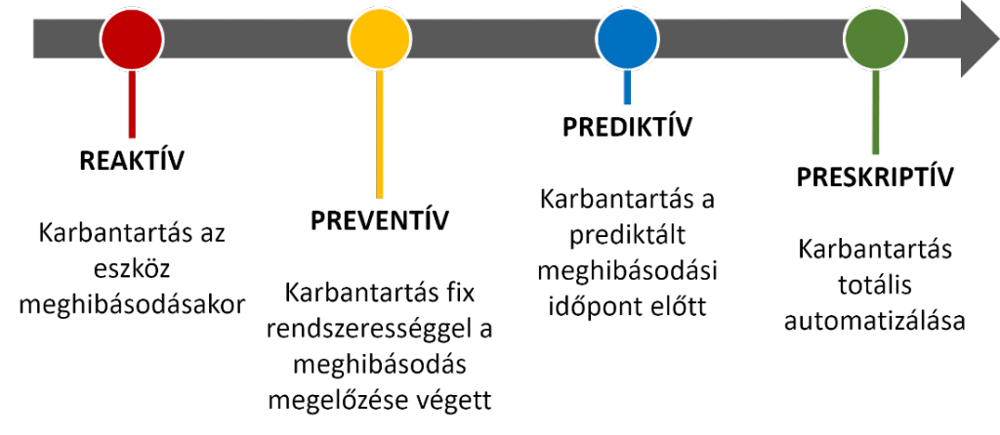 REAKTÍV
Karbantartás az
eszköz
meghibásodásakor
PREVENTÍV
Karbantartás fix
rendszerességgel a
meghibásodás
megelőzése végett
PREDIKTÍV
Karbantartás a
prediktált
meghibásodási
időpont előtt
PRESKRIPTÍV
Karbantartás
totális
automatizálása